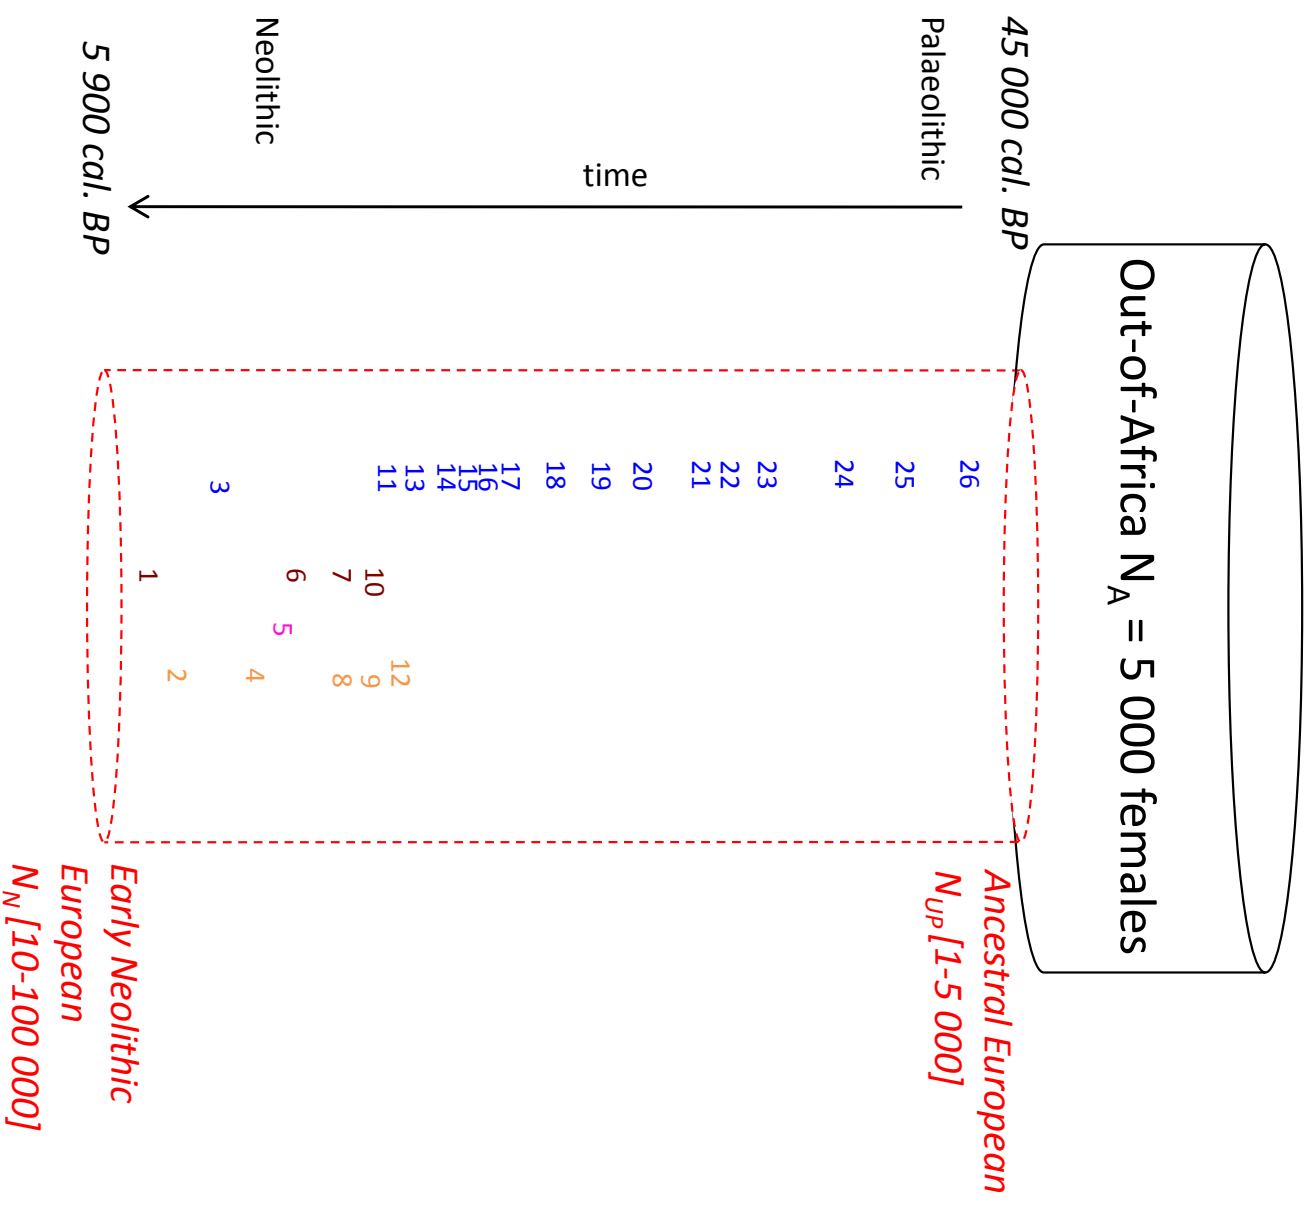 45 000 cal. BP
Out-of-Africa N_A = 5 000 females
Palaeolithic
time
Neolithic
5 900 cal. BP
Ancestral European
N_UP [1-5 000]
26
25
24
23
22
21
20
19
18
17
16
15
14
13
12
11
10
9
8
7
6
5
4
3
2
1
Early Neolithic
European
N_N [10-100 000]